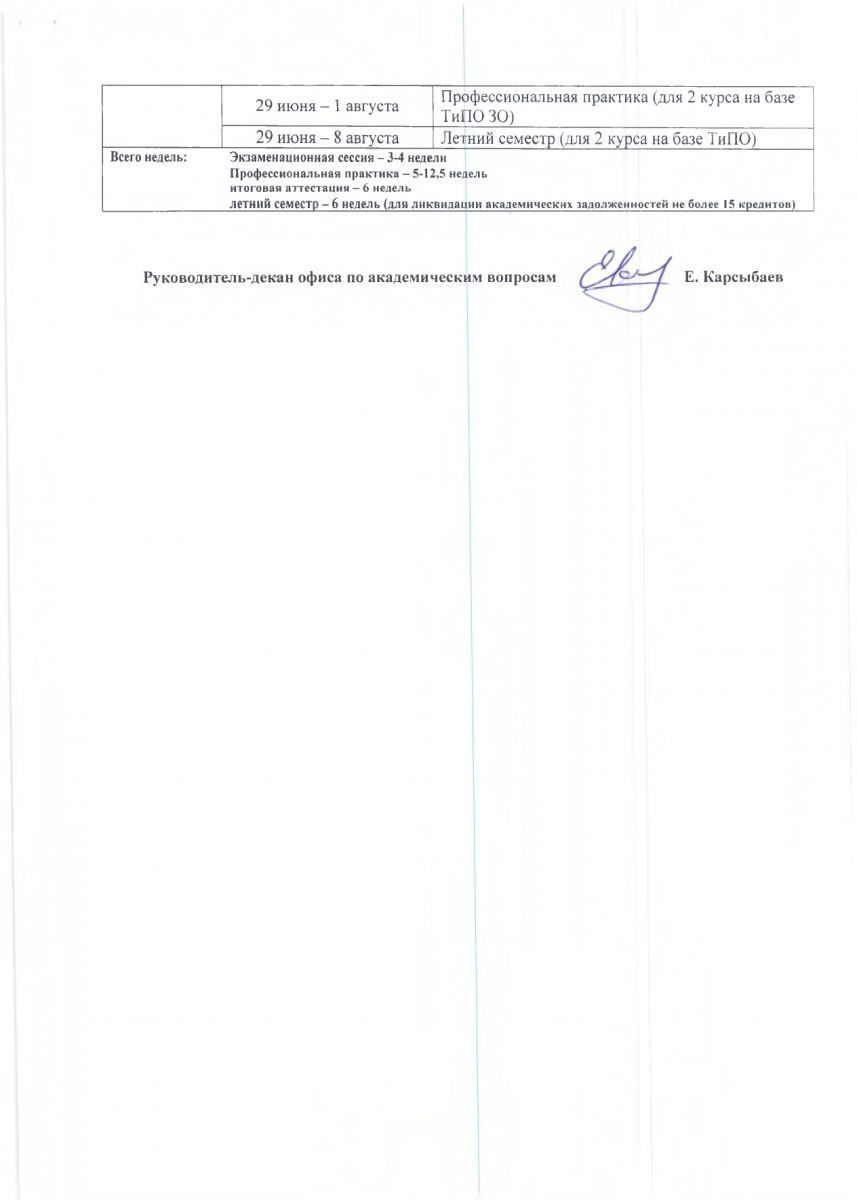 29 июня – 1 августа
Профессиональная практика (для 2 курса на базе
ТиПО ЗО)
29 июня – 8 августа
Летний семестр (для 2 курса на базе ТиПО)
Всего недель:
Экзаменационная сессия – 3-4 недели
Профессиональная практика – 5-12,5 недель
итоговая аттестация – 6 недель
летний семестр – 6 недель (для ликвидации академических задолженностей не более 15 кредитов)
Руководитель-декан офиса по академическим вопросам
Е. Карсыбаев